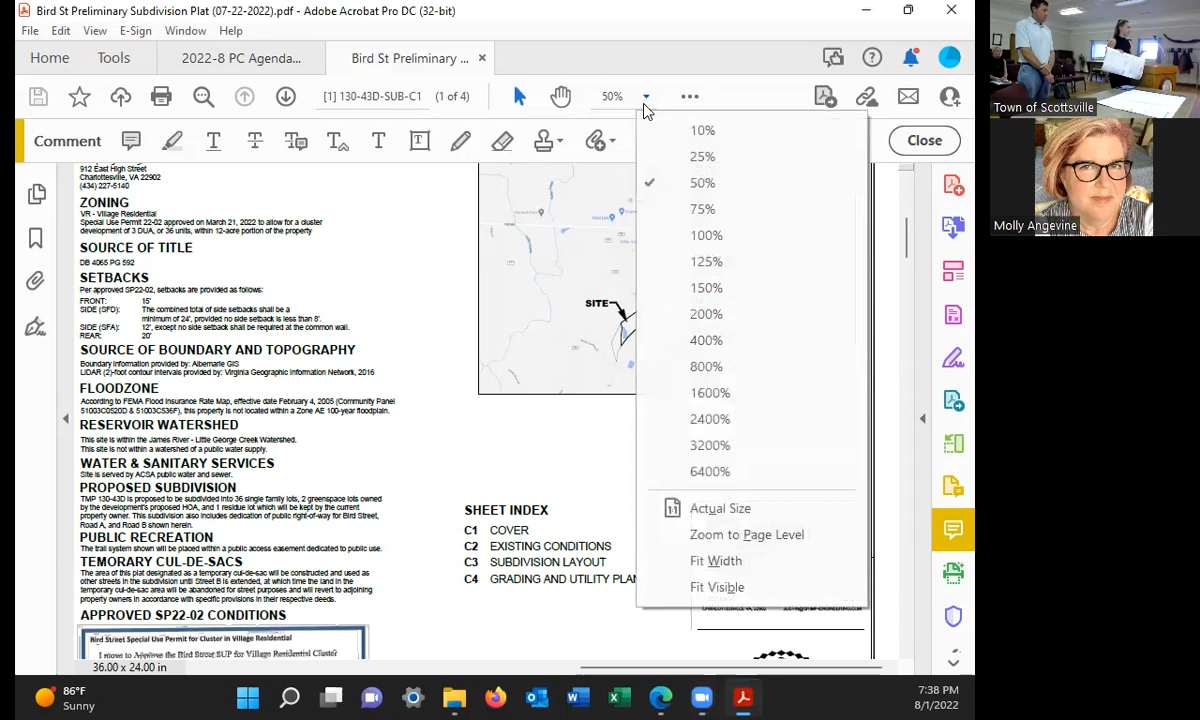 Bird St Preliminary Subdivision Plat (07-22-2022).pdf - Adobe Acrobat Pro DC (32-bit)
File Edit View E-Sign Window Help
Home Tools 2022-8 PC Agenda... Bird St Preliminary ... ×
[1] 130-43D-SUB-C1 (1 of 4) 50%
Comment Close
Town of Scottsville
Molly Angevine
10%
25%
50%
75%
100%
125%
150%
200%
400%
800%
1600%
2400%
3200%
6400%
Actual Size
Zoom to Page Level
Fit Width
Fit Visible
912 East High Street
Charlottesville, VA 22902
(434) 227-5140
ZONING
VR - Village Residential
Special Use Permit 22-02 approved on March 21, 2022 to allow for a cluster
development of 3 DUA, or 36 units, within 12-acre portion of the property
SOURCE OF TITLE
DB 4065 PG 592
SETBACKS
Per approved SP22-02, setbacks are provided as follows:
FRONT: 15'
SIDE (SFD): The combined total of side setbacks shall be a
minimum of 24', provided no side setback is less than 8'.
SIDE (SFA): 12', except no side setback shall be required at the common wall.
REAR: 20'
SOURCE OF BOUNDARY AND TOPOGRAPHY
Boundary information provided by: Albemarle GIS
LIDAR (2)-foot contour intervals provided by: Virginia Geographic Information Network, 2016
FLOODZONE
According to FEMA Flood Insurance Rate Map, effective date February 4, 2005 (Community Panel
51003C0520D & 51003C536F), this property is not located within a Zone AE 100-year floodplain.
RESERVOIR WATERSHED
This site is within the James River - Little George Creek Watershed.
This site is not within a watershed of a public water supply.
WATER & SANITARY SERVICES
Site is served by ACSA public water and sewer.
PROPOSED SUBDIVISION
TMP 130-43D is proposed to be subdivided into 36 single family lots, 2 greenspace lots owned
by the development's proposed HOA, and 1 residue lot which will be kept by the current
property owner. This subdivision also includes dedication of public right-of-way for Bird Street,
Road A, and Road B shown herein.
PUBLIC RECREATION
The trail system shown will be placed within a public access easement dedicated to public use.
TEMORARY CUL-DE-SACS
The area of this plat designated as a temporary cul-de-sac will be constructed and used as
other streets in the subdivision until Street B is extended, at which time the land in the
temporary cul-de-sac area will be abandoned for street purposes and will revert to adjoining
property owners in accordance with specific provisions in their respective deeds.
APPROVED SP22-02 CONDITIONS
Bird Street Special Use Permit for Cluster in Village Residential
I move to Approve the Bird Street SUP for Village Residential Cluster
SITE
SHEET INDEX
C1 COVER
C2 EXISTING CONDITIONS
C3 SUBDIVISION LAYOUT
C4 GRADING AND UTILITY PLAN
36.00 x 24.00 in
86°F
Sunny
7:38 PM
8/1/2022